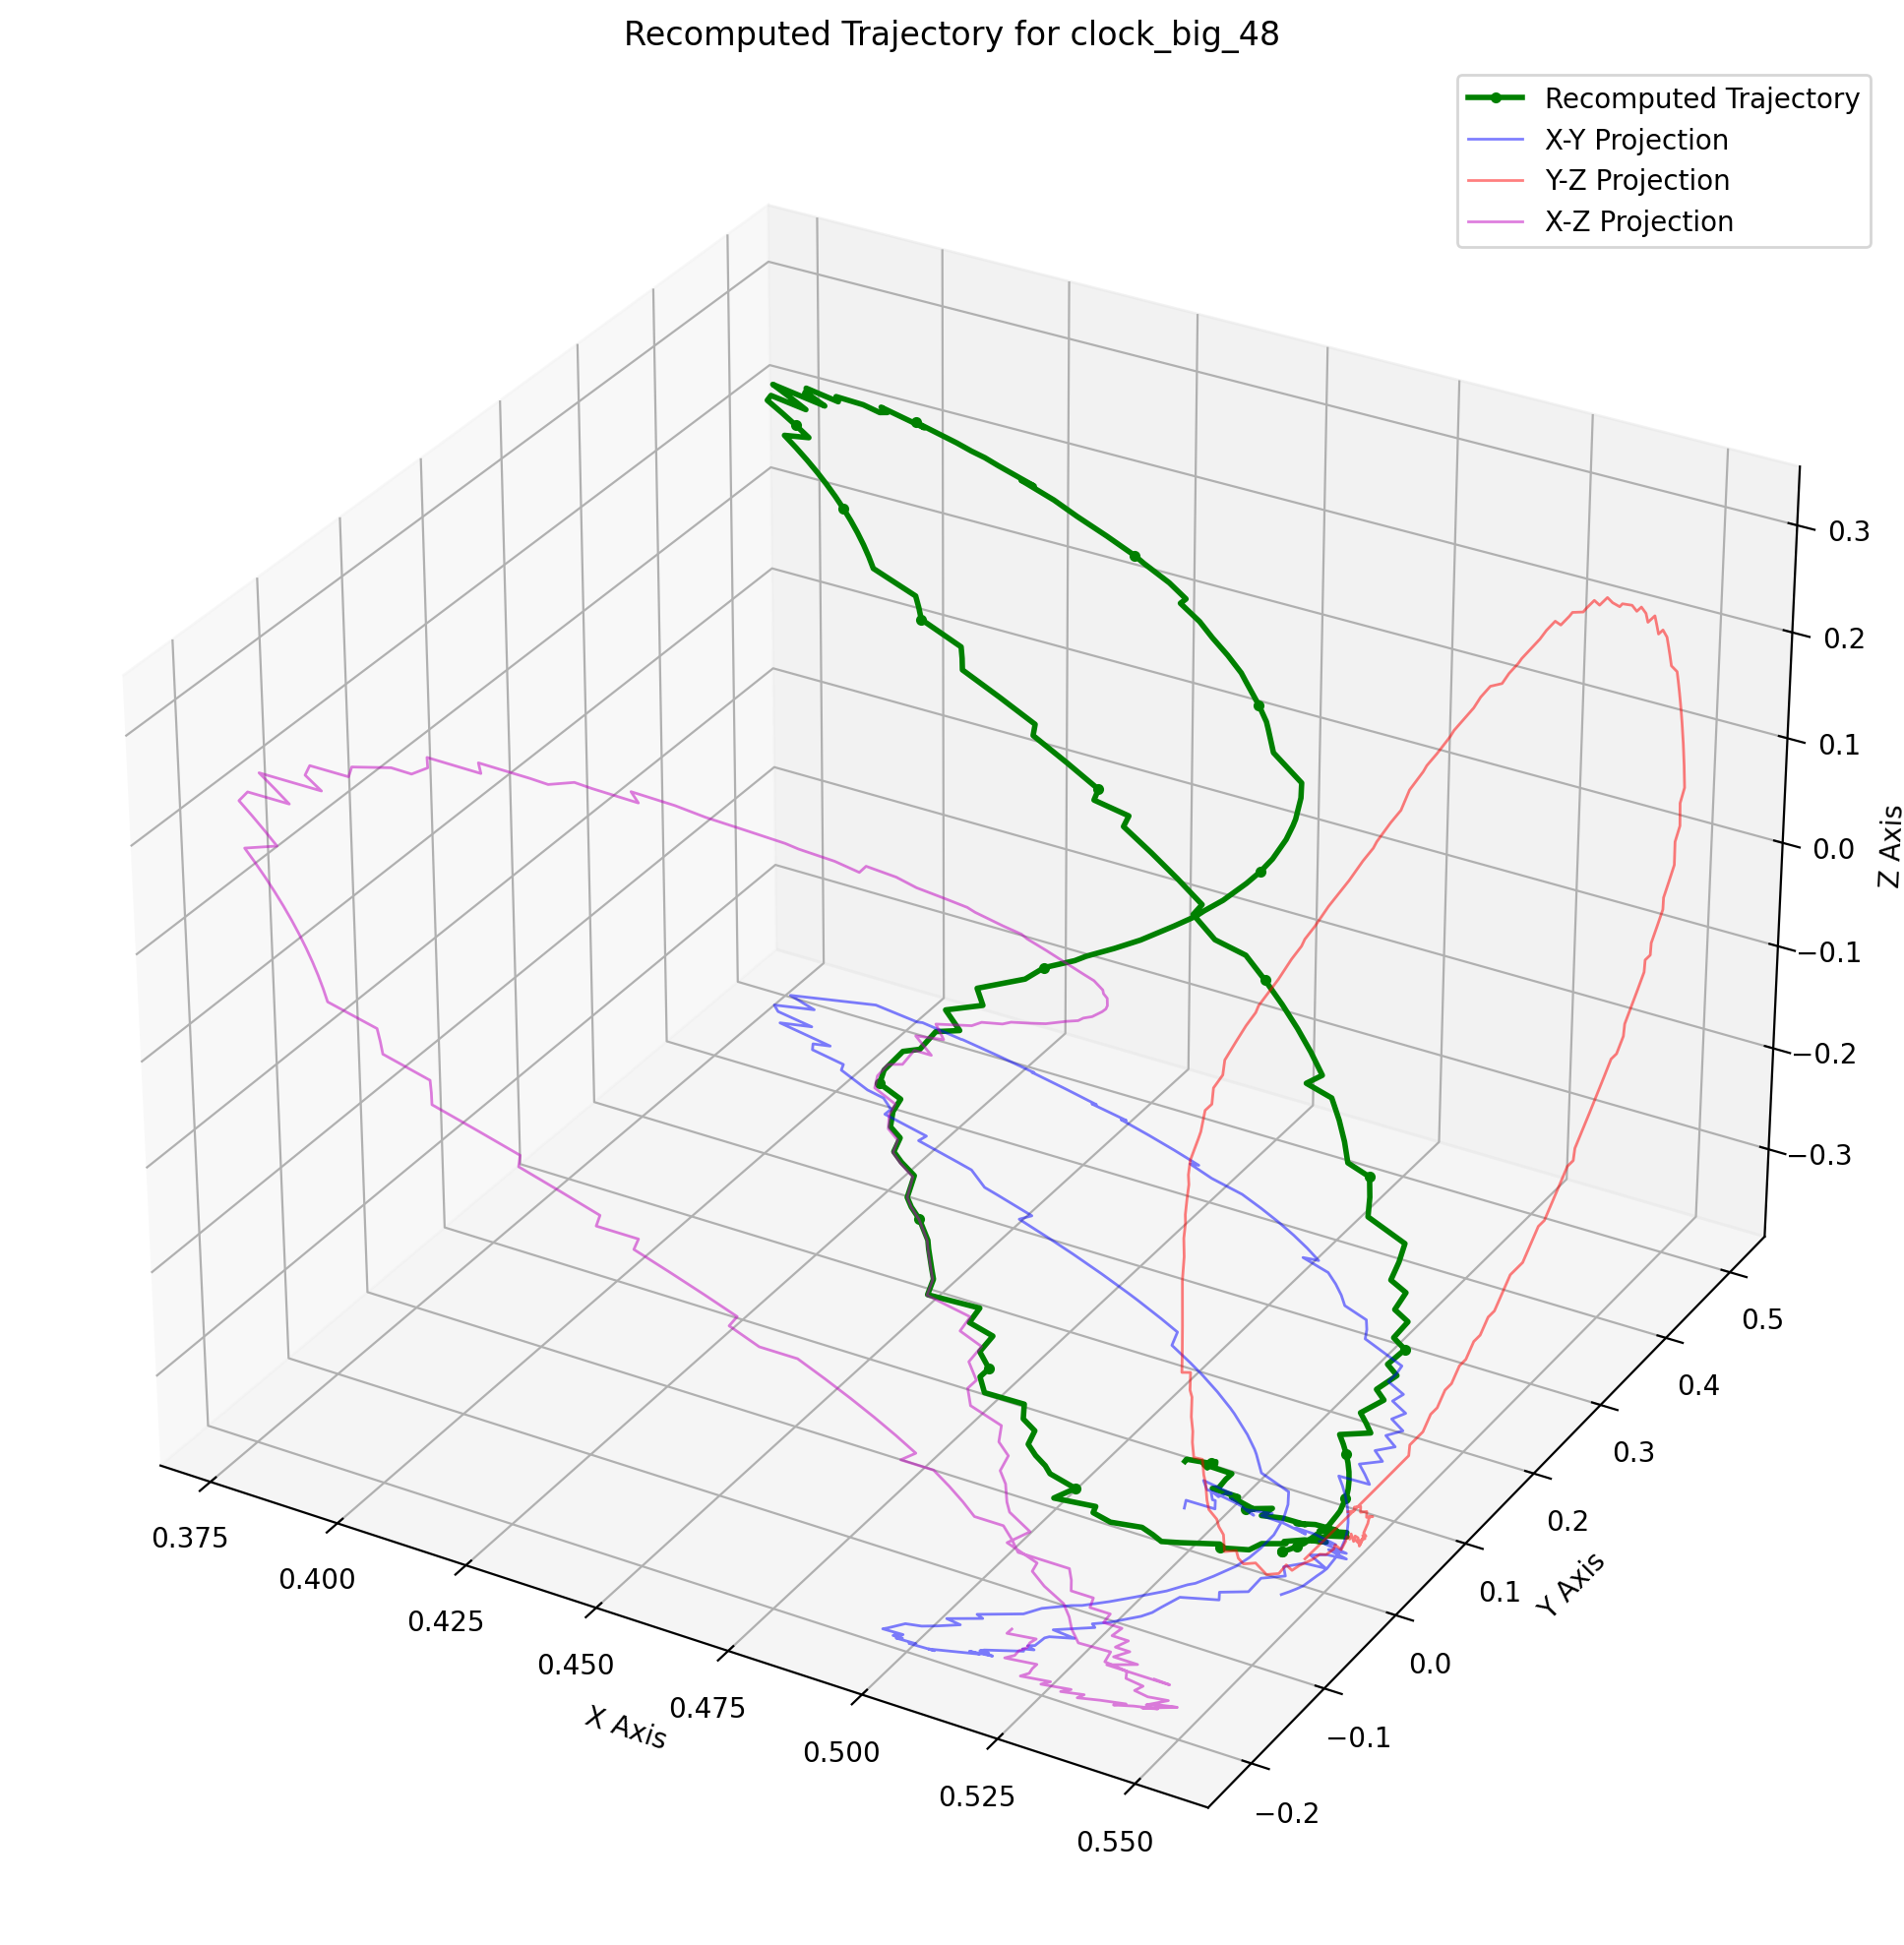 Recomputed Trajectory for clock_big_48
Recomputed Trajectory
X-Y Projection
Y-Z Projection
X-Z Projection
0.3
0.2
0.1
0.0
−0.1
−0.2
−0.3
Z Axis
0.5
0.4
0.3
0.2
0.1
0.0
−0.1
−0.2
Y Axis
0.375
0.400
0.425
0.450
0.475
0.500
0.525
0.550
X Axis